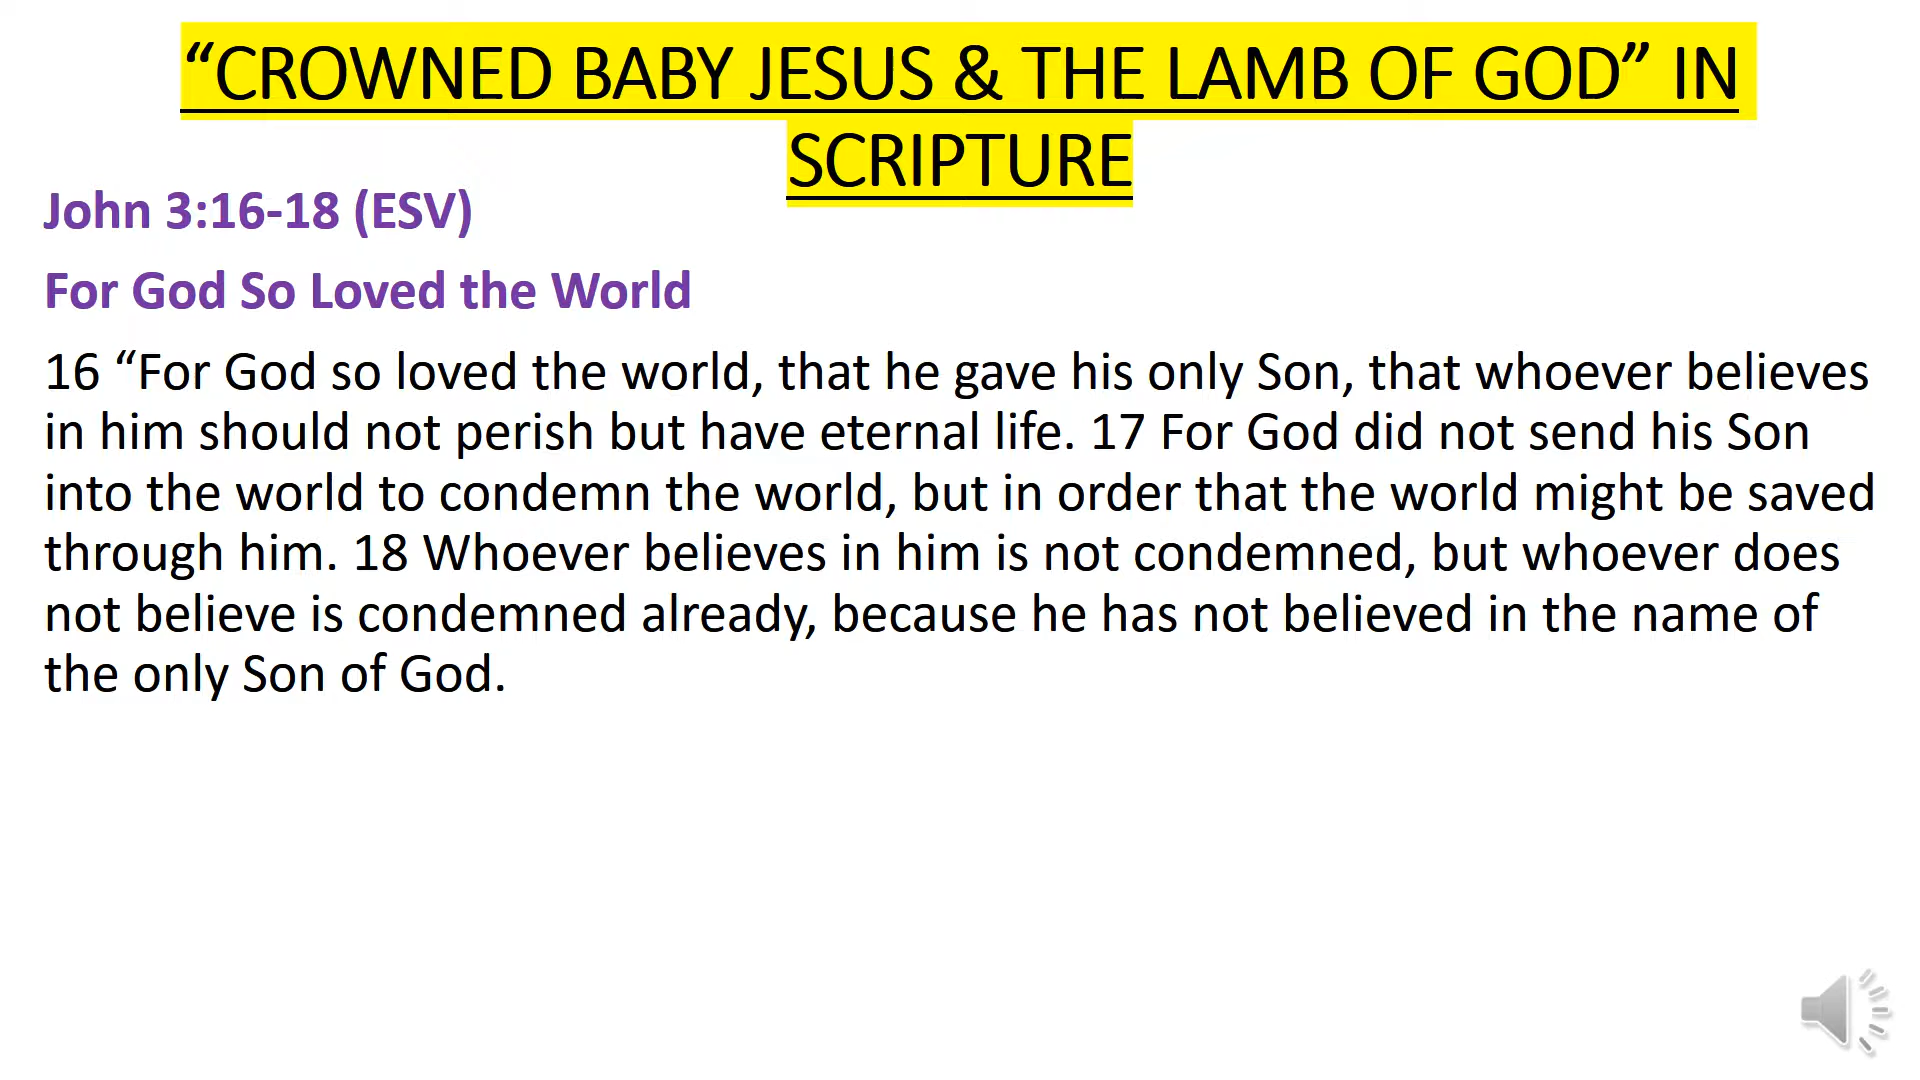 “CROWNED BABY JESUS & THE LAMB OF GOD” IN
SCRIPTURE
John 3:16-18 (ESV)
For God So Loved the World
16 “For God so loved the world, that he gave his only Son, that whoever believes
in him should not perish but have eternal life. 17 For God did not send his Son
into the world to condemn the world, but in order that the world might be saved
through him. 18 Whoever believes in him is not condemned, but whoever does
not believe is condemned already, because he has not believed in the name of
the only Son of God.